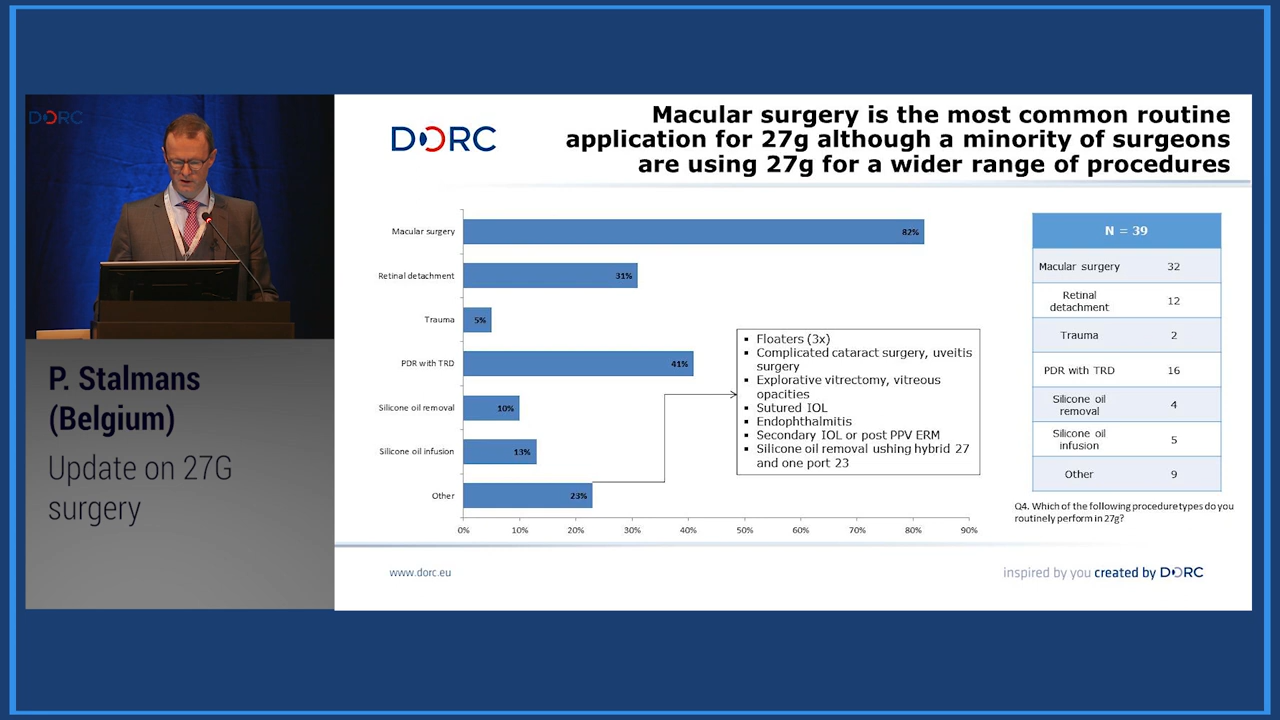 DORC
P. Stalmans
(Belgium)
Update on 27G
surgery
DORC
Macular surgery is the most common routine
application for 27g although a minority of surgeons
are using 27g for a wider range of procedures
Macular surgery 82%
Retinal detachment 31%
Trauma 5%
PDR with TRD 41%
Silicone oil removal 10%
Silicone oil infusion 13%
Other 23%
0% 10% 20% 30% 40% 50% 60% 70% 80% 90%
▪ Floaters (3x)
▪ Complicated cataract surgery, uveitis
surgery
▪ Explorative vitrectomy, vitreous
opacities
▪ Sutured IOL
▪ Endophthalmitis
▪ Secondary IOL or post PPV ERM
▪ Silicone oil removal ushing hybrid 27
and one port 23
N = 39
Macular surgery 32
Retinal
detachment 12
Trauma 2
PDR with TRD 16
Silicone oil
removal 4
Silicone oil
infusion 5
Other 9
Q4. Which of the following procedure types do you
routinely perform in 27g?
www.dorc.eu
inspired by you created by DORC